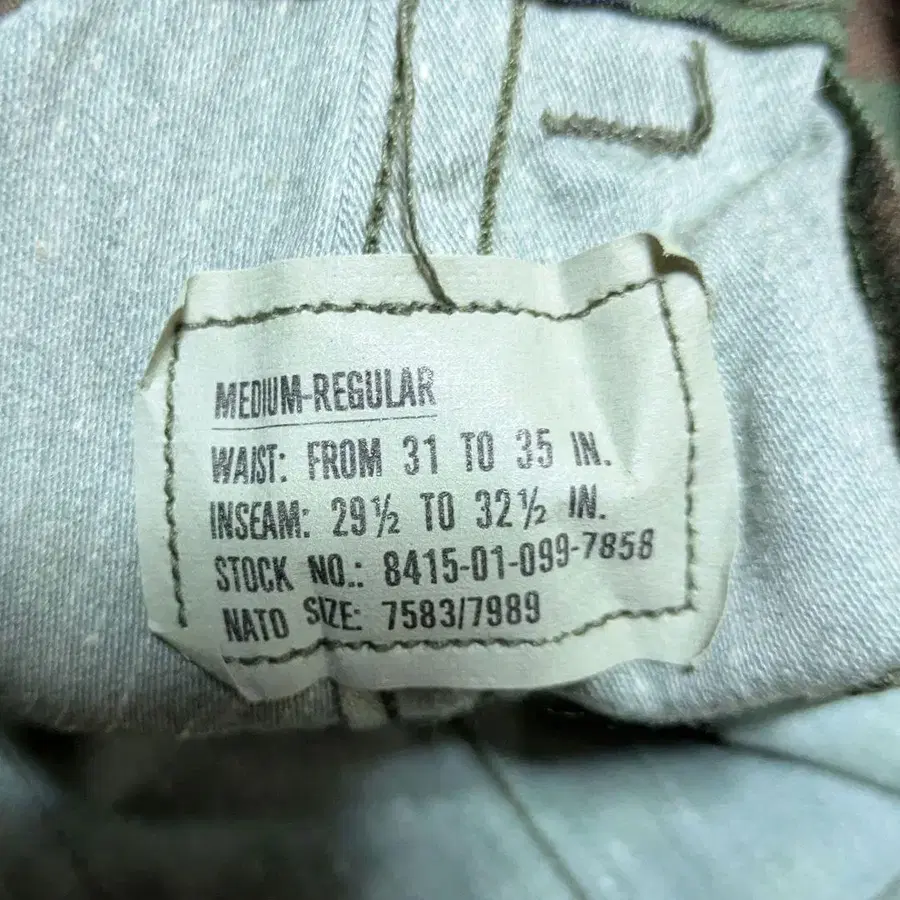 MEDIUM-REGULAR
WAIST: FROM 31 TO 35 IN.
INSEAM: 29½ TO 32½ IN.
STOCK NO.: 8415-01-099-7858
NATO SIZE: 7583/7989